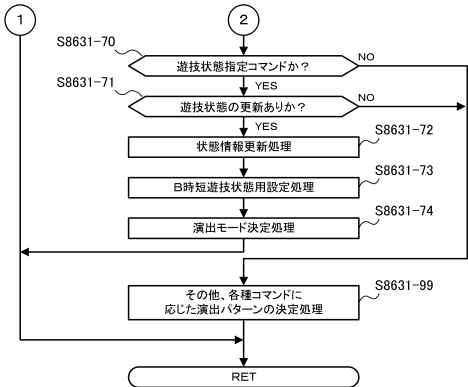 1
2
S8631-70
遊技状態指定コマンドか？
NO
YES
S8631-71
遊技状態の更新ありか？
NO
YES
S8631-72
状態情報更新処理
S8631-73
B時短遊技状態用設定処理
S8631-74
演出モード決定処理
S8631-99
その他、各種コマンドに
応じた演出パターンの決定処理
RET